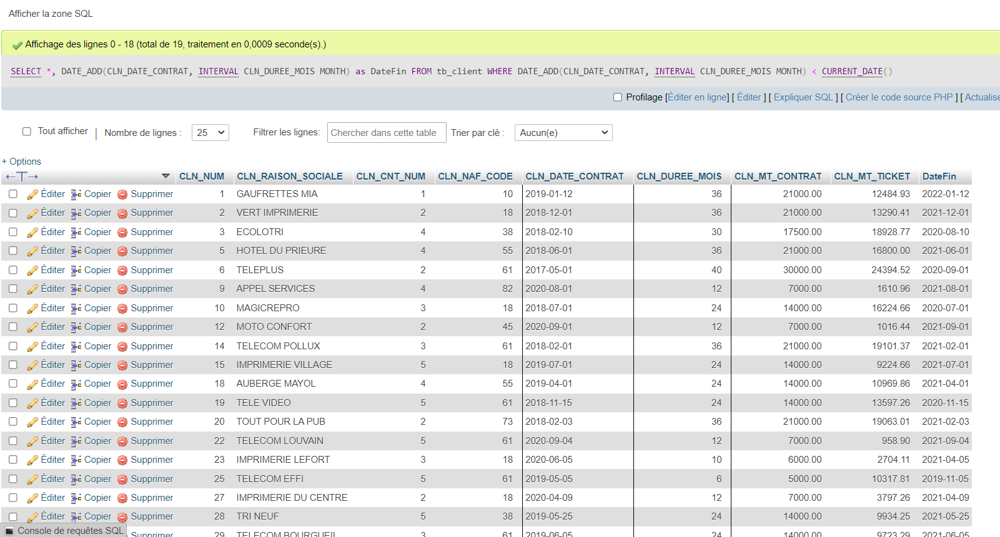 Afficher la zone SQL
Affichage des lignes 0 - 18 (total de 19, traitement en 0,0009 seconde(s).)
SELECT *, DATE_ADD(CLN_DATE_CONTRAT, INTERVAL CLN_DUREE_MOIS MONTH) as DateFin FROM tb_client WHERE DATE_ADD(CLN_DATE_CONTRAT, INTERVAL CLN_DUREE_MOIS MONTH) < CURRENT_DATE()
Profilage [Éditer en ligne] [ Éditer ] [ Expliquer SQL ] [ Créer le code source PHP ] [ Actualise
Tout afficher | Nombre de lignes : 25 Filtrer les lignes: Chercher dans cette table Trier par clé : Aucun(e)
+ Options
←T→ CLN_NUM CLN_RAISON_SOCIALE CLN_CNT_NUM CLN_NAF_CODE CLN_DATE_CONTRAT CLN_DUREE_MOIS CLN_MT_CONTRAT CLN_MT_TICKET DateFin
Éditer Copier Supprimer 1 GAUFRETTES MIA 1 10 2019-01-12 36 21000.00 12484.93 2022-01-12
Éditer Copier Supprimer 2 VERT IMPRIMERIE 2 18 2018-12-01 36 21000.00 13290.41 2021-12-01
Éditer Copier Supprimer 3 ECOLOTRI 4 38 2018-02-10 30 17500.00 18928.77 2020-08-10
Éditer Copier Supprimer 5 HOTEL DU PRIEURE 4 55 2018-06-01 36 21000.00 16800.00 2021-06-01
Éditer Copier Supprimer 6 TELEPLUS 2 61 2017-05-01 40 30000.00 24394.52 2020-09-01
Éditer Copier Supprimer 9 APPEL SERVICES 4 82 2020-08-01 12 7000.00 1610.96 2021-08-01
Éditer Copier Supprimer 10 MAGICREPRO 3 18 2018-07-01 24 14000.00 16224.66 2020-07-01
Éditer Copier Supprimer 12 MOTO CONFORT 2 45 2020-09-01 12 7000.00 1016.44 2021-09-01
Éditer Copier Supprimer 14 TELECOM POLLUX 3 61 2018-02-01 36 21000.00 19101.37 2021-02-01
Éditer Copier Supprimer 15 IMPRIMERIE VILLAGE 5 18 2019-07-01 24 14000.00 9224.66 2021-07-01
Éditer Copier Supprimer 18 AUBERGE MAYOL 4 55 2019-04-01 24 14000.00 10969.86 2021-04-01
Éditer Copier Supprimer 19 TELE VIDEO 5 61 2018-11-15 24 14000.00 13597.26 2020-11-15
Éditer Copier Supprimer 20 TOUT POUR LA PUB 2 73 2018-02-03 36 21000.00 19063.01 2021-02-03
Éditer Copier Supprimer 22 TELECOM LOUVAIN 5 61 2020-09-04 12 7000.00 958.90 2021-09-04
Éditer Copier Supprimer 23 IMPRIMERIE LEFORT 3 18 2020-06-05 10 6000.00 2704.11 2021-04-05
Éditer Copier Supprimer 25 TELECOM EFFI 5 61 2019-05-05 6 5000.00 10317.81 2019-11-05
Éditer Copier Supprimer 27 IMPRIMERIE DU CENTRE 2 18 2020-04-09 12 7000.00 3797.26 2021-04-09
Éditer Copier Supprimer 28 TRI NEUF 5 38 2019-05-25 24 14000.00 9934.25 2021-05-25
Console de requêtes SQL Supprimer 29 TELECOM BOURGUEIL 3 61 2019-06-05 24 14000.00 9723.29 2021-06-05